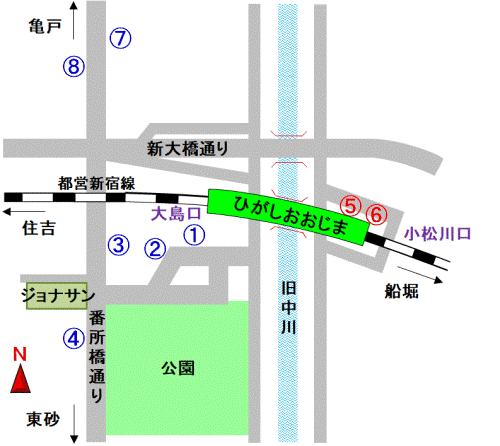 亀戸
⑦
⑧
新大橋通り
都営新宿線
大島口
ひがしおおじま
⑤
⑥
小松川口
住吉
①
②
③
船堀
ジョナサン
旧中川
④
番所橋通り
公園
N
東砂